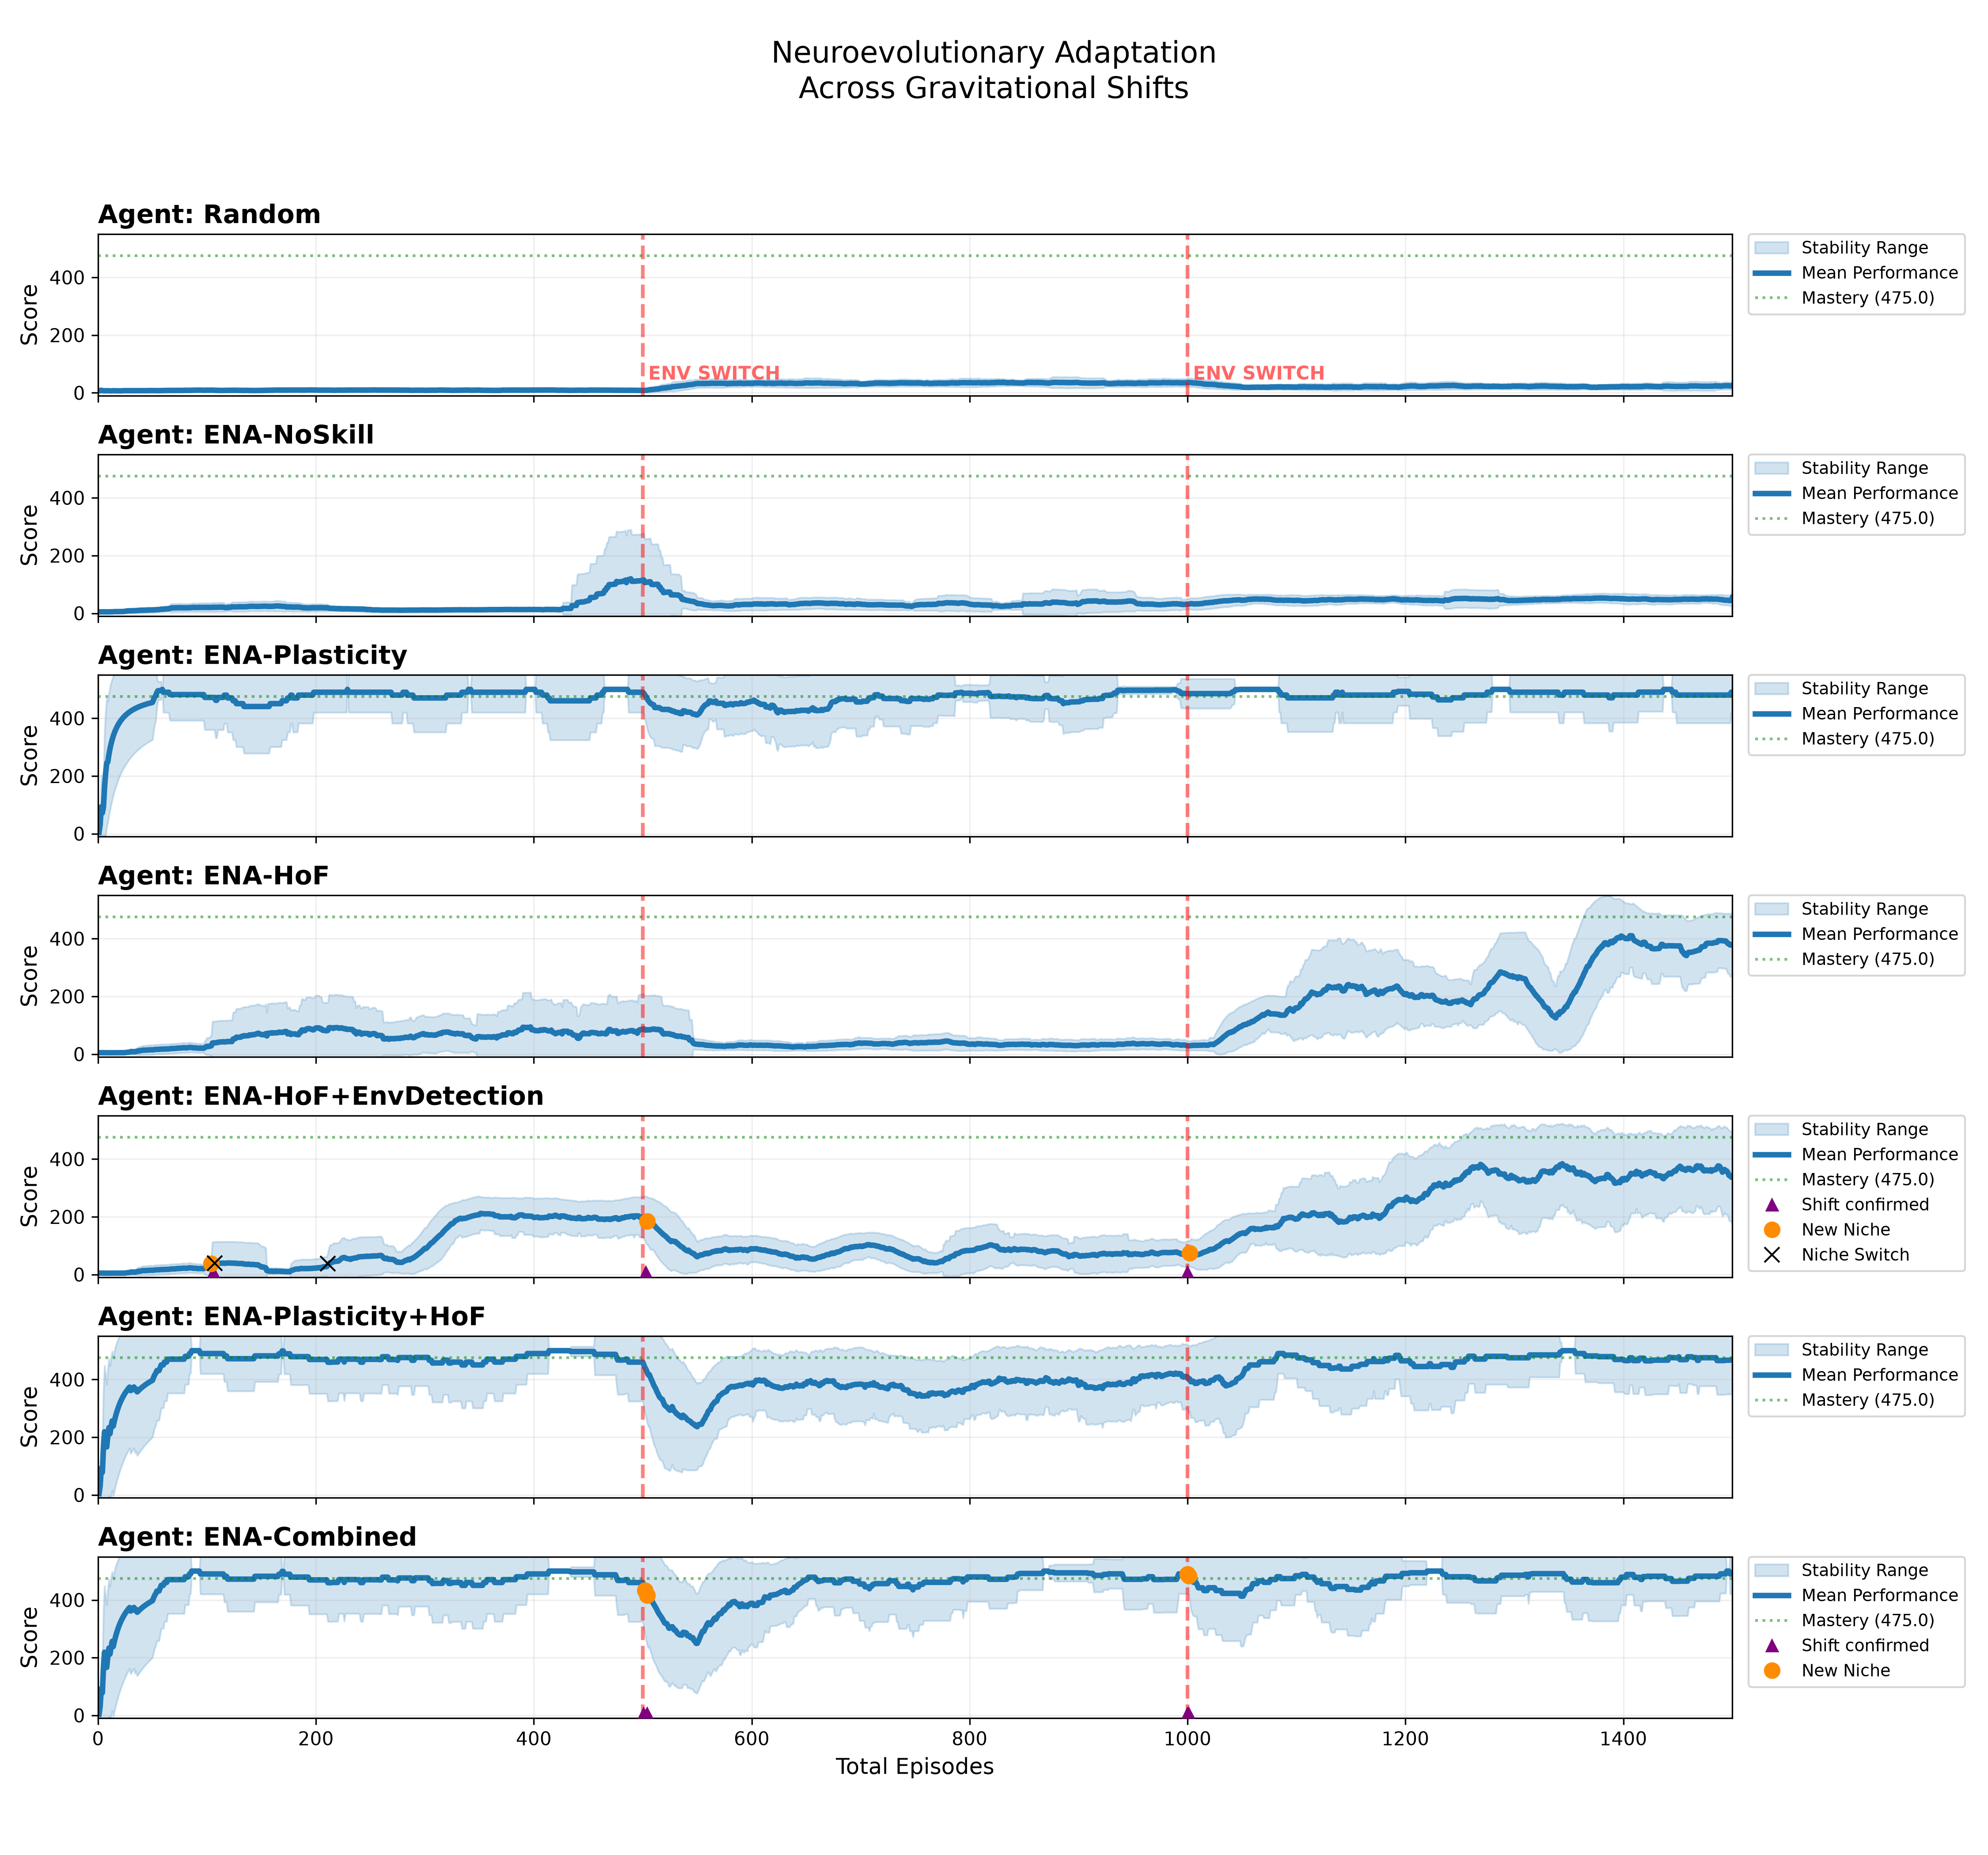 Neuroevolutionary Adaptation
Across Gravitational Shifts
Agent: Random
Score
400
200
0
ENV SWITCH
ENV SWITCH
Stability Range
Mean Performance
Mastery (475.0)
Agent: ENA-NoSkill
Score
400
200
0
Stability Range
Mean Performance
Mastery (475.0)
Agent: ENA-Plasticity
Score
400
200
0
Stability Range
Mean Performance
Mastery (475.0)
Agent: ENA-HoF
Score
400
200
0
Stability Range
Mean Performance
Mastery (475.0)
Agent: ENA-HoF+EnvDetection
Score
400
200
0
Stability Range
Mean Performance
Mastery (475.0)
Shift confirmed
New Niche
Niche Switch
Agent: ENA-Plasticity+HoF
Score
400
200
0
Stability Range
Mean Performance
Mastery (475.0)
Agent: ENA-Combined
Score
400
200
0
Stability Range
Mean Performance
Mastery (475.0)
Shift confirmed
New Niche
0 200 400 600 800 1000 1200 1400
Total Episodes